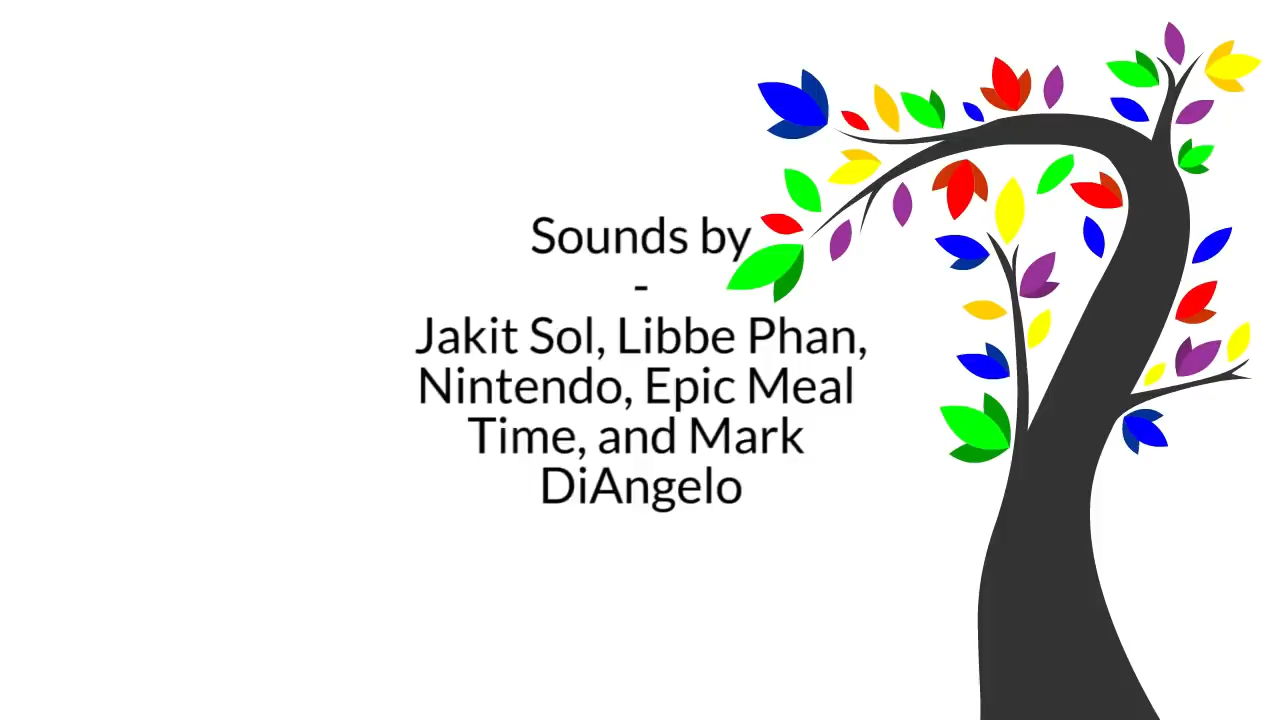 Sounds by
-
Jakit Sol, Libbe Phan,
Nintendo, Epic Meal
Time, and Mark
DiAngelo